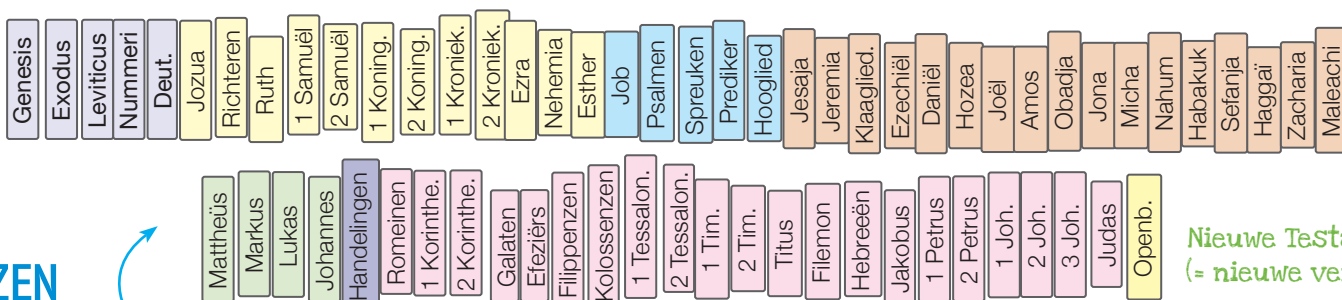 Genesis
Exodus
Leviticus
Nummeri
Deut.
Jozua
Richteren
Ruth
1 Samuël
2 Samuël
1 Koning.
2 Koning.
1 Kroniek.
2 Kroniek.
Ezra
Nehemia
Esther
Job
Psalmen
Spreuken
Prediker
Hooglied
Jesaja
Jeremia
Klaaglied.
Ezechiël
Daniël
Hozea
Joël
Amos
Obadja
Jona
Micha
Nahum
Habakuk
Sefanja
Haggaï
Zacharia
Maleachi
Mattheüs
Markus
Lukas
Johannes
Handelingen
Romeinen
1 Korinthe.
2 Korinthe.
Galaten
Efeziërs
Filippenzen
Kolossenzen
1 Tessalon.
2 Tessalon.
1 Tim.
2 Tim.
Titus
Filemon
Hebreeën
Jakobus
1 Petrus
2 Petrus
1 Joh.
2 Joh.
3 Joh.
Judas
Openb.
Nieuwe Test
(= nieuwe ve
ZEN